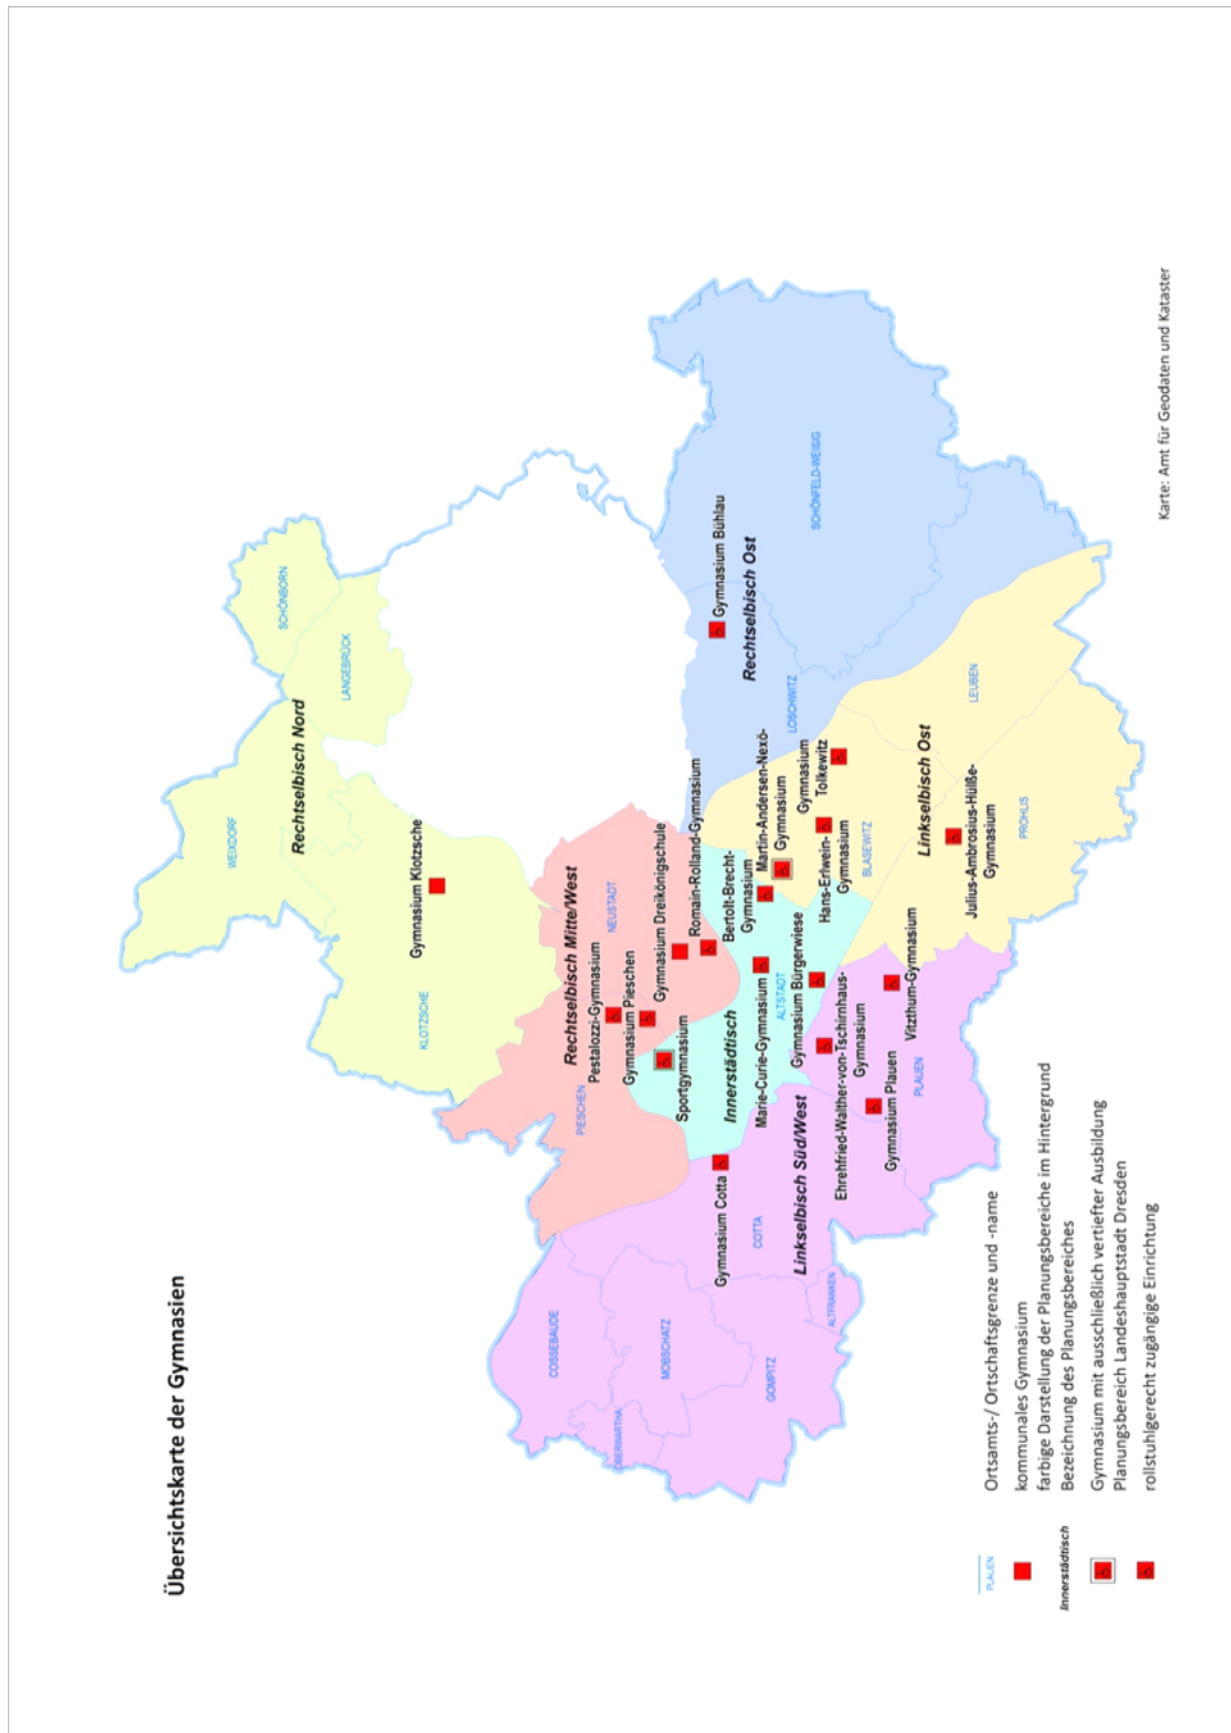 Übersichtskarte der Gymnasien
WEIXDORF
SCHÖNBORN
LANGEBRÜCK
Rechtselbisch Nord
KLOTZSCHE
Gymnasium Klotzsche
Rechtselbisch Mitte/West
PIESCHEN
NEUSTADT
Pestalozzi-Gymnasium
Gymnasium Pieschen
Gymnasium Dreikönigschule
Romain-Rolland-Gymnasium
Sportgymnasium
Innerstädtisch
Bertolt-Brecht-
Gymnasium
Marie-Curie-Gymnasium
ALTSTADT
Gymnasium Bürgerwiese
Martin-Andersen-Nexö-
Gymnasium
Gymnasium
Tolkewitz
Hans-Erlwein-
Gymnasium
BLASEWITZ
Gymnasium Bühlau
Rechtselbisch Ost
LOSCHWITZ
SCHÖNFELD-WEIßIG
Linkselbisch Ost
LEUBEN
PROHLIS
Julius-Ambrosius-Hülße-
Gymnasium
COSSEBAUDE
OBERWARTHA
MOBSCHATZ
GOMPITZ
ALTFRANKEN
COTTA
Gymnasium Cotta
Linkselbisch Süd/West
Ehrehfried-Walther-von-Tschirnhaus-
Gymnasium
Gymnasium Plauen
Vitzthum-Gymnasium
PLAUEN
PLAUEN Ortsamts-/ Ortschaftsgrenze und -name
kommunales Gymnasium
farbige Darstellung der Planungsbereiche im Hintergrund
Innerstädtisch Bezeichnung des Planungsbereiches
Gymnasium mit ausschließlich vertiefter Ausbildung
Planungsbereich Landeshauptstadt Dresden
rollstuhlgerecht zugängige Einrichtung
Karte: Amt für Geodaten und Kataster